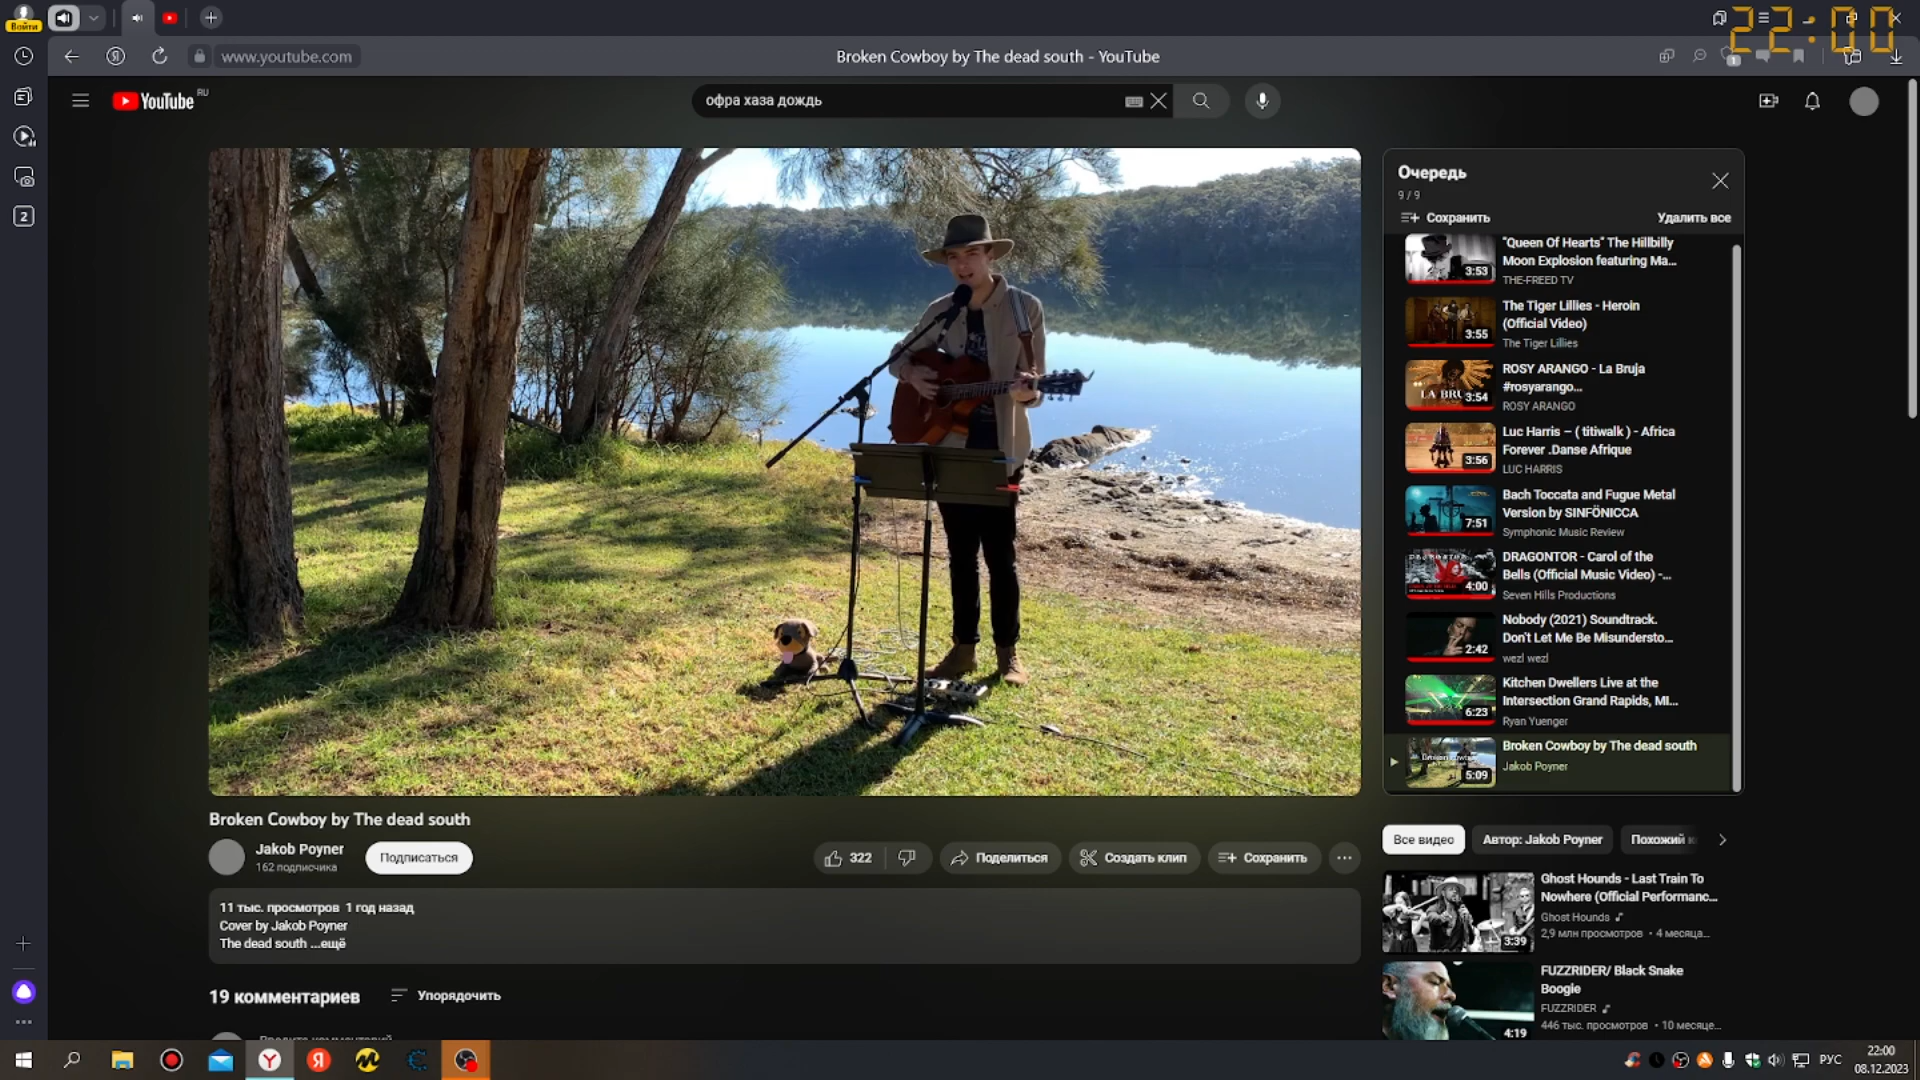 Войти
22:00
www.youtube.com
Broken Cowboy by The dead south - YouTube
1
YouTube RU
офра хаза дождь
2
Очередь
9 / 9
Сохранить
Удалить все
"Queen Of Hearts" The Hillbilly
Moon Explosion featuring Ma...
THE-FREED TV
3:53
The Tiger Lillies - Heroin
(Official Video)
The Tiger Lillies
3:55
ROSY ARANGO - La Bruja
#rosyarango...
ROSY ARANGO
3:54
Luc Harris – ( titiwalk ) - Africa
Forever .Danse Afrique
LUC HARRIS
3:56
Bach Toccata and Fugue Metal
Version by SINFÖNICCA
Symphonic Music Review
7:51
DRAGONTOR - Carol of the
Bells (Official Music Video) -...
Seven Hills Productions
4:00
Nobody (2021) Soundtrack.
Don't Let Me Be Misundersto...
wezl wezl
2:42
Kitchen Dwellers Live at the
Intersection Grand Rapids, MI...
Ryan Yuenger
6:23
Broken Cowboy by The dead south
Jakob Poyner
5:09
Broken Cowboy by The dead south
Jakob Poyner
162 подписчика
Подписаться
322
Поделиться
Создать клип
Сохранить
11 тыс. просмотров 1 год назад
Cover by Jakob Poyner
The dead south ...ещё
19 комментариев
Упорядочить
Все видео
Автор: Jakob Poyner
Похожий
Ghost Hounds - Last Train To
Nowhere (Official Performanc...
Ghost Hounds
2,9 млн просмотров • 4 месяца...
3:39
FUZZRIDER/ Black Snake
Boogie
FUZZRIDER
446 тыс. просмотров • 10 месяце...
4:19
РУС
22:00
08.12.2023